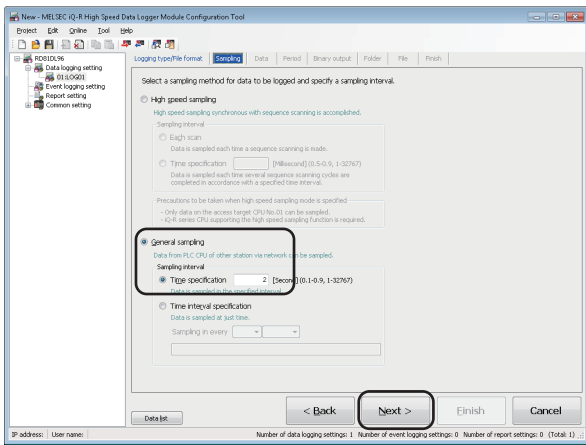 New - MELSEC iQ-R High Speed Data Logger Module Configuration Tool
Project Edit Online Tool Help
RD81DL96
Data logging setting
01:LOG01
Event logging setting
Report setting
Common setting
Logging type/File format Sampling Data Period Binary output Folder File Finish
Select a sampling method for data to be logged and specify a sampling interval.
High speed sampling
High speed sampling synchronous with sequence scanning is accomplished.
Sampling interval
Each scan
Data is sampled each time a sequence scanning is made.
Time specification [Millisecond] (0.5-0.9, 1-32767)
Data is sampled each time several sequence scanning cycles are
completed in accordance with a specified time interval.
Precautions to be taken when high speed sampling mode is specified
- Only data on the access target CPU No.01 can be sampled.
- iQ-R series CPU supporting the high speed sampling function is required.
General sampling
Data from PLC CPU of other station via network can be sampled.
Sampling interval
Time specification 2 [Second] (0.1-0.9, 1-32767)
Data is sampled in the specified interval.
Time interval specification
Data is sampled at just time.
Sampling in every
Data list
< Back Next > Finish Cancel
IP address: User name: Number of data logging settings: 1 Number of event logging settings: 0 Number of report settings: 0 (Total: 1)